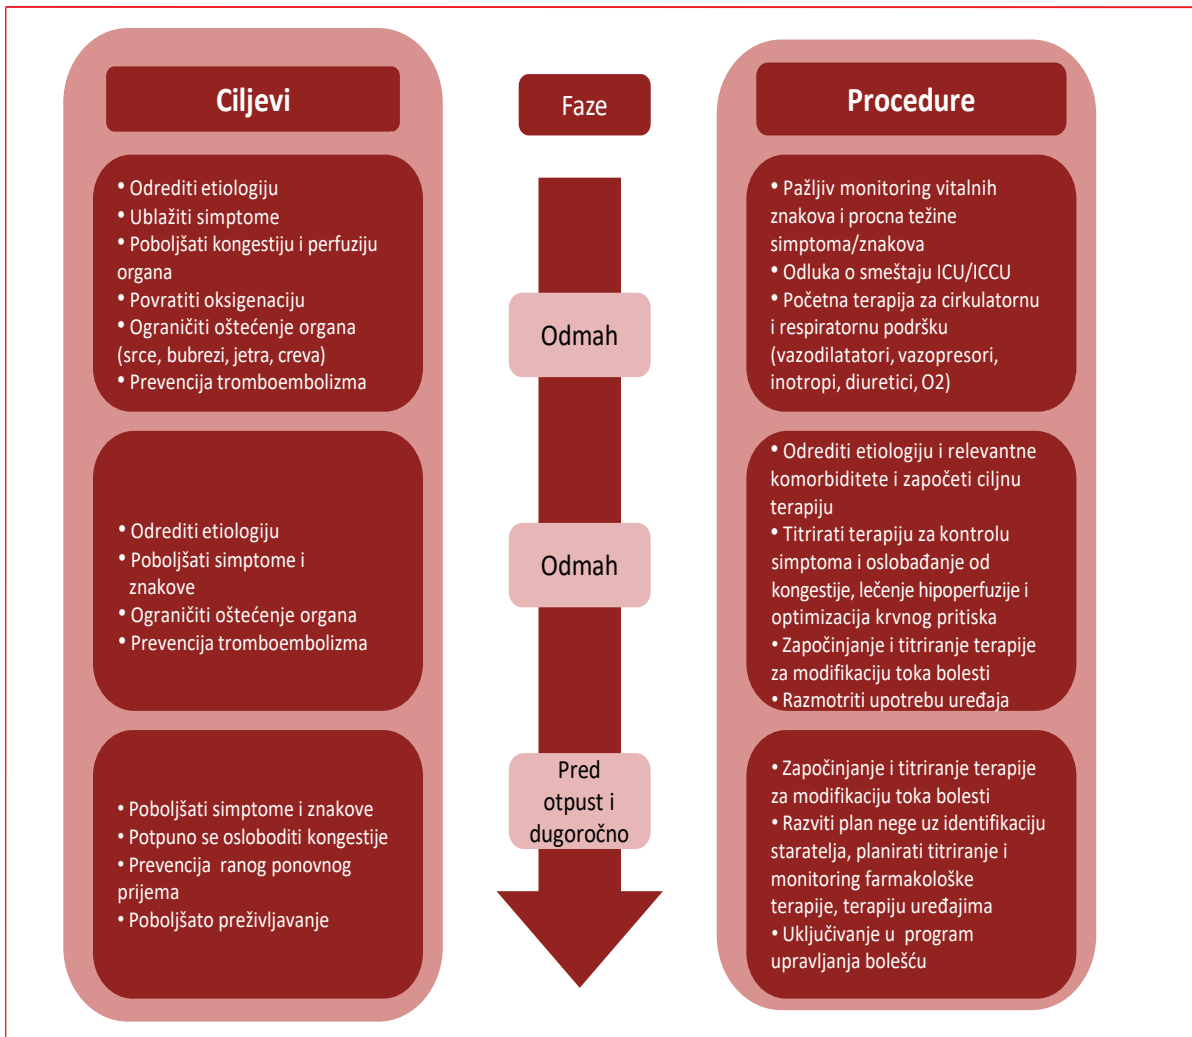 Ciljevi
• Odrediti etiologiju
• Ublažiti simptome
• Poboljšati kongestiju i perfuziju
organa
• Povratiti oksigenaciju
• Ograničiti oštećenje organa
(srce, bubrezi, jetra, creva)
• Prevencija tromboembolizma
• Odrediti etiologiju
• Poboljšati simptome i
znakove
• Ograničiti oštećenje organa
• Prevencija tromboembolizma
• Poboljšati simptome i znakove
• Potpuno se osloboditi kongestije
• Prevencija ranog ponovnog
prijema
• Poboljšato preživljavanje
Faze
Odmah
Odmah
Pred
otpust i
dugoročno
Procedure
• Pažljiv monitoring vitalnih
znakova i procna težine
simptoma/znakova
• Odluka o smeštaju ICU/ICCU
• Početna terapija za cirkulatornu
i respiratornu podršku
(vazodilatatori, vazopresori,
inotropi, diuretici, O2)
• Odrediti etiologiju i relevantne
komorbiditete i započeti ciljnu
terapiju
• Titrirati terapiju za kontrolu
simptoma i oslobađanje od
kongestije, lečenje hipoperfuzije i
optimizacija krvnog pritiska
• Započinjanje i titriranje terapije
za modifikaciju toka bolesti
• Razmotriti upotrebu uređaja
• Započinjanje i titriranje terapije
za modifikaciju toka bolesti
• Razviti plan nege uz identifikaciju
staratelja, planirati titriranje i
monitoring farmakološke
terapije, terapiju uređajima
• Uključivanje u program
upravljanja bolešću